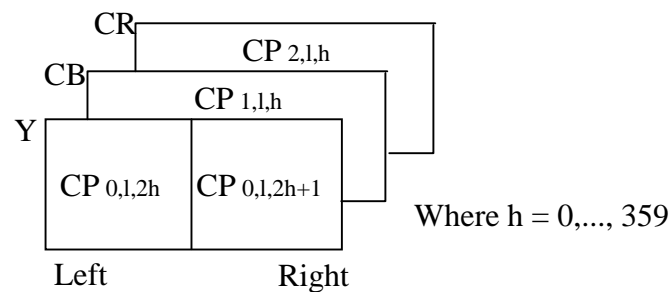 CR
CP 2,l,h
CB
CP 1,l,h
Y
CP 0,l,2h CP 0,l,2h+1
Where h = 0,..., 359
Left Right